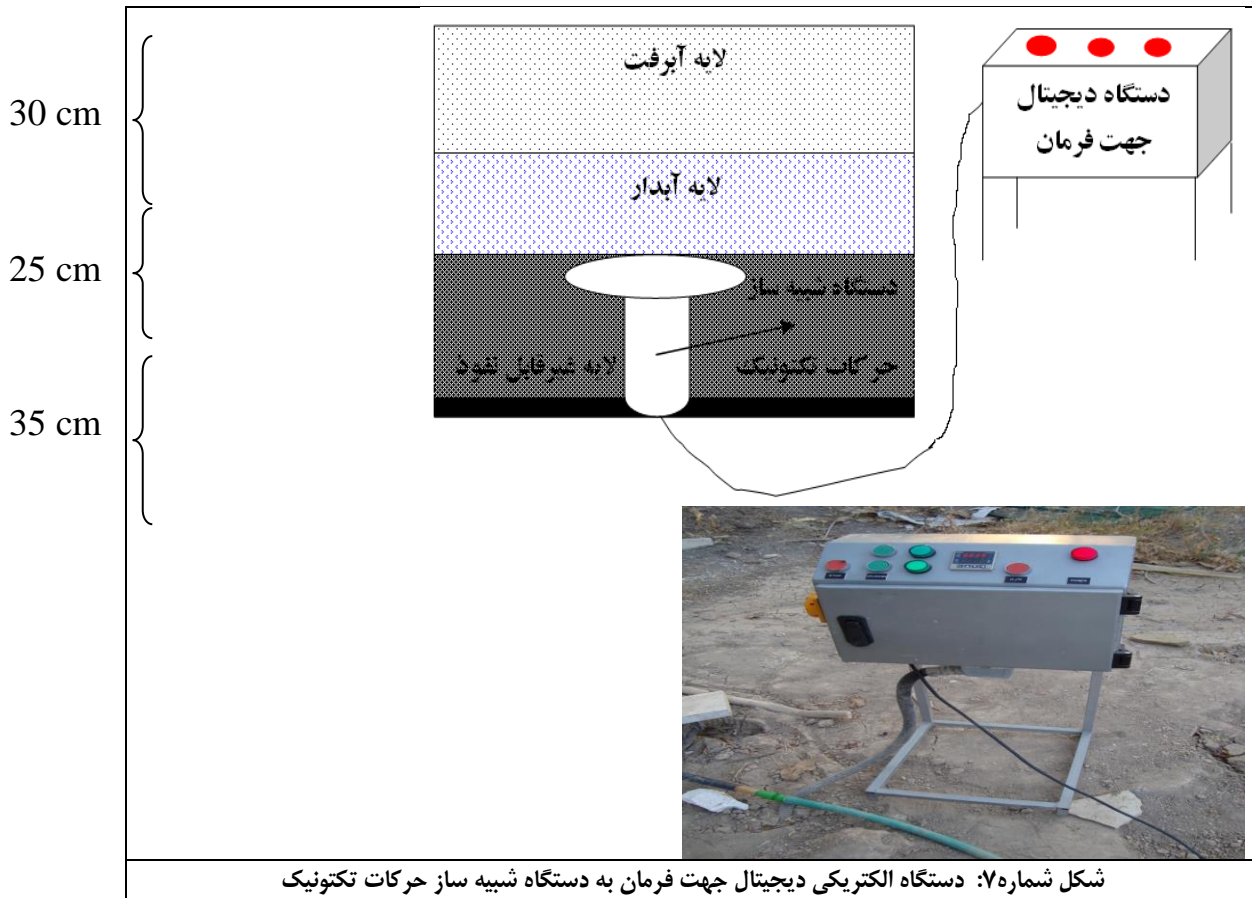 30 cm
25 cm
35 cm
لایه آبرفت
لایه آبدار
دستگاه شبیه ساز
حرکات تکتونیک
لایه غیرقابل نفوذ
دستگاه دیجیتال
جهت فرمان
شکل شماره۷: دستگاه الکتریکی دیجیتال جهت فرمان به دستگاه شبیه ساز حرکات تکتونیک